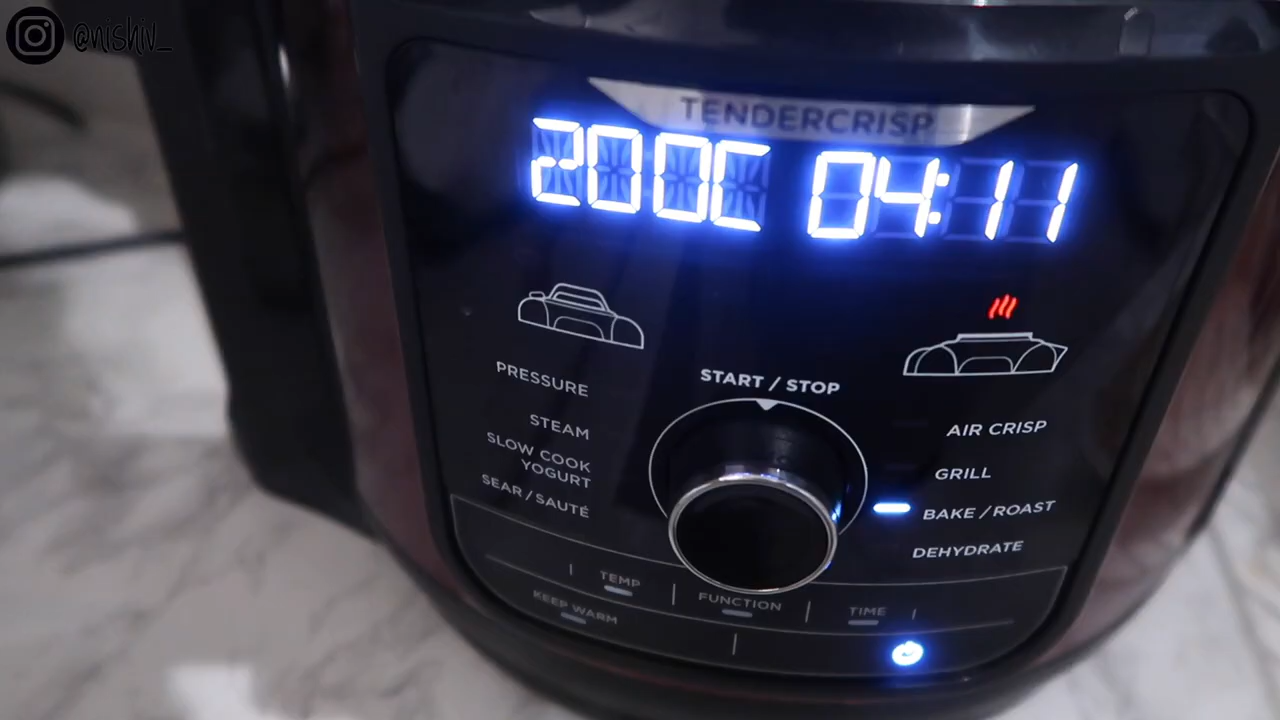 @nishiv_
TENDERCRISP
200C 04:11
PRESSURE
STEAM
SLOW COOK
YOGURT
SEAR / SAUTÉ
START / STOP
AIR CRISP
GRILL
BAKE / ROAST
DEHYDRATE
TEMP
FUNCTION
TIME
KEEP WARM